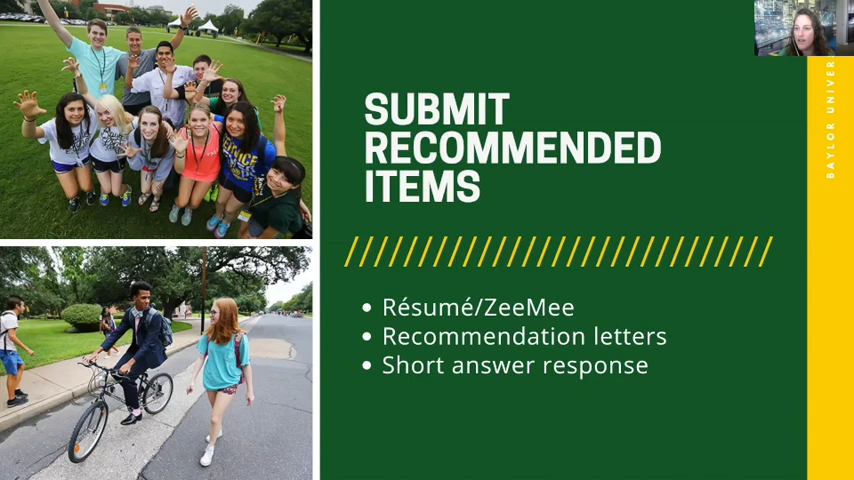 SUBMIT
RECOMMENDED
ITEMS
Résumé/ZeeMee
Recommendation letters
Short answer response
BAYLOR UNIVER